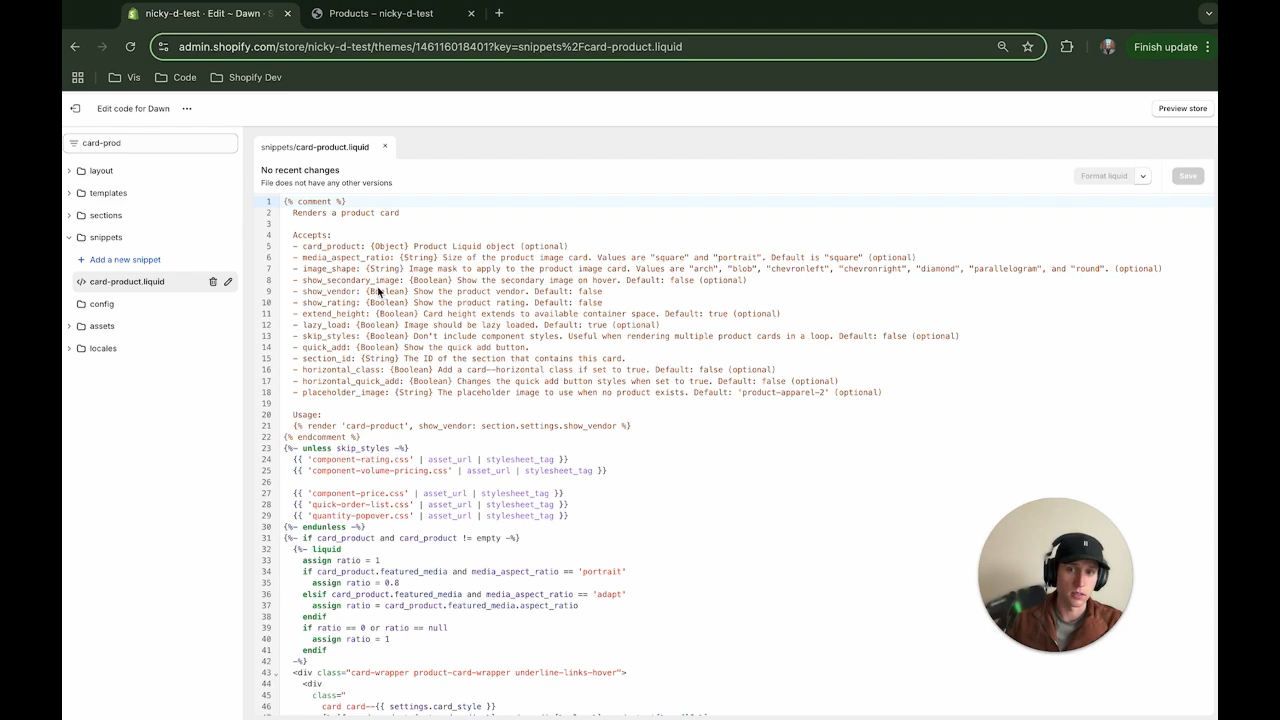 nicky-d-test · Edit ~ Dawn · S
Products – nicky-d-test
admin.shopify.com/store/nicky-d-test/themes/146116018401?key=snippets%2Fcard-product.liquid
Finish update
Vis
Code
Shopify Dev
Edit code for Dawn
Preview store
card-prod
layout
templates
sections
snippets
Add a new snippet
card-product.liquid
config
assets
locales
snippets/card-product.liquid
No recent changes
File does not have any other versions
Format liquid
Save
1 {% comment %}
2 Renders a product card
3
4 Accepts:
5 - card_product: {Object} Product Liquid object (optional)
6 - media_aspect_ratio: {String} Size of the product image card. Values are "square" and "portrait". Default is "square" (optional)
7 - image_shape: {String} Image mask to apply to the product image card. Values are "arch", "blob", "chevronleft", "chevronright", "diamond", "parallelogram", and "round". (optional)
8 - show_secondary_image: {Boolean} Show the secondary image on hover. Default: false (optional)
9 - show_vendor: {Boolean} Show the product vendor. Default: false
10 - show_rating: {Boolean} Show the product rating. Default: false
11 - extend_height: {Boolean} Card height extends to available container space. Default: true (optional)
12 - lazy_load: {Boolean} Image should be lazy loaded. Default: true (optional)
13 - skip_styles: {Boolean} Don't include component styles. Useful when rendering multiple product cards in a loop. Default: false (optional)
14 - quick_add: {Boolean} Show the quick add button.
15 - section_id: {String} The ID of the section that contains this card.
16 - horizontal_class: {Boolean} Add a card--horizontal class if set to true. Default: false (optional)
17 - horizontal_quick_add: {Boolean} Changes the quick add button styles when set to true. Default: false (optional)
18 - placeholder_image: {String} The placeholder image to use when no product exists. Default: 'product-apparel-2' (optional)
19
20 Usage:
21 {% render 'card-product', show_vendor: section.settings.show_vendor %}
22 {% endcomment %}
23 {%- unless skip_styles -%}
24 {{ 'component-rating.css' | asset_url | stylesheet_tag }}
25 {{ 'component-volume-pricing.css' | asset_url | stylesheet_tag }}
26
27 {{ 'component-price.css' | asset_url | stylesheet_tag }}
28 {{ 'quick-order-list.css' | asset_url | stylesheet_tag }}
29 {{ 'quantity-popover.css' | asset_url | stylesheet_tag }}
30 {%- endunless -%}
31 {%- if card_product and card_product != empty -%}
32 {%- liquid
33 assign ratio = 1
34 if card_product.featured_media and media_aspect_ratio == 'portrait'
35 assign ratio = 0.8
36 elsif card_product.featured_media and media_aspect_ratio == 'adapt'
37 assign ratio = card_product.featured_media.aspect_ratio
38 endif
39 if ratio == 0 or ratio == null
40 assign ratio = 1
41 endif
42 -%}
43 <div class="card-wrapper product-card-wrapper underline-links-hover">
44 <div
45 class="
46 card card--{{ settings.card_style }}